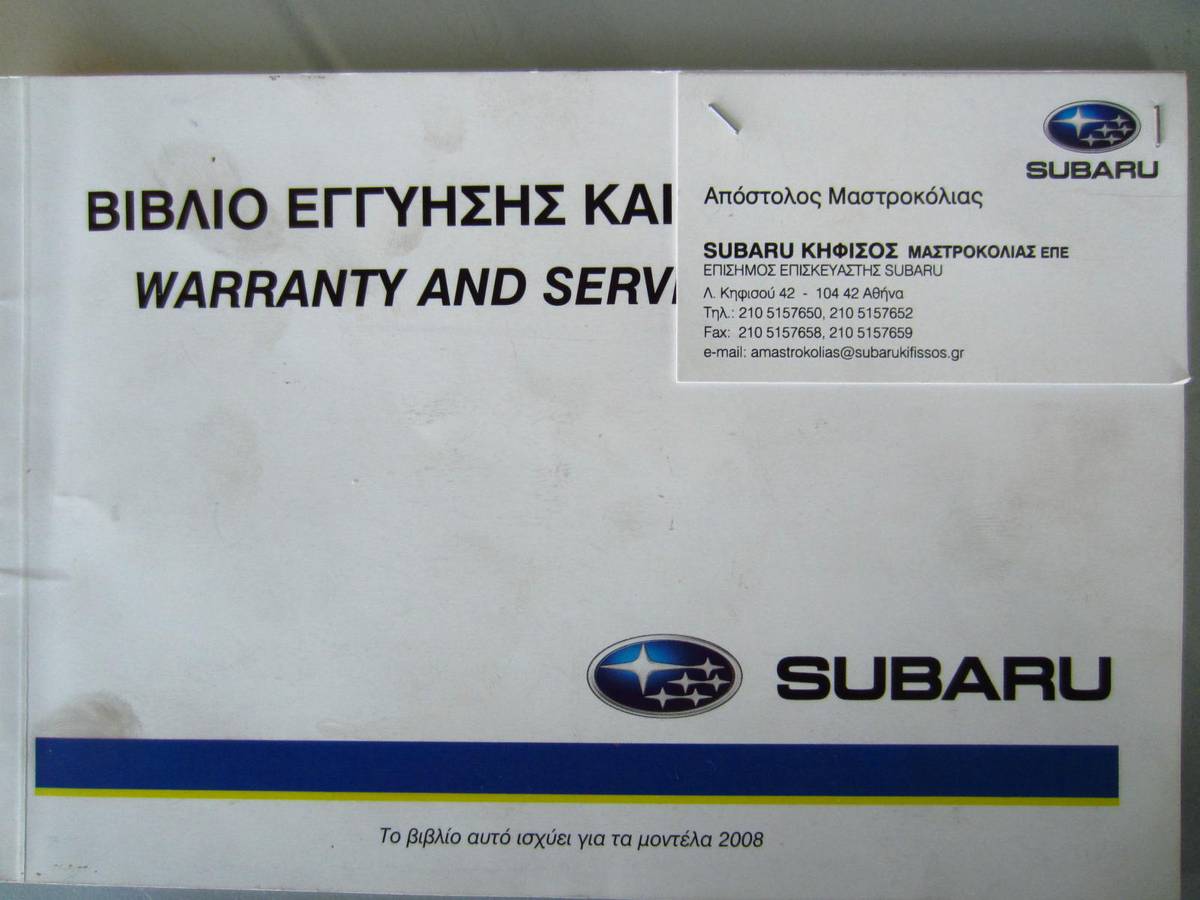 ΒΙΒΛΙΟ ΕΓΓΥΗΣΗΣ ΚΑΙ
WARRANTY AND SERVI
SUBARU
Απόστολος Μαστροκόλιας
SUBARU ΚΗΦΙΣΟΣ ΜΑΣΤΡΟΚΟΛΙΑΣ ΕΠΕ
ΕΠΙΣΗΜΟΣ ΕΠΙΣΚΕΥΑΣΤΗΣ SUBARU
Λ. Κηφισού 42 - 104 42 Αθήνα
Τηλ.: 210 5157650, 210 5157652
Fax: 210 5157658, 210 5157659
e-mail: amastrokolias@subarukifissos.gr
SUBARU
Το βιβλίο αυτό ισχύει για τα μοντέλα 2008